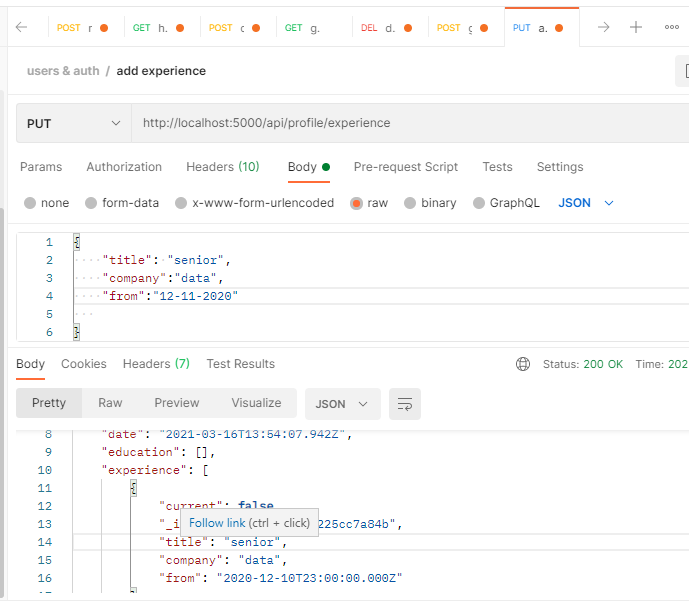 POST r GET h. POST c GET g. DEL d. POST g PUT a.
users & auth / add experience
PUT http://localhost:5000/api/profile/experience
Params Authorization Headers (10) Body Pre-request Script Tests Settings
none form-data x-www-form-urlencoded raw binary GraphQL JSON
1 {
2 "title": "senior",
3 "company":"data",
4 "from":"12-11-2020"
5
6 }
Body Cookies Headers (7) Test Results Status: 200 OK Time: 202
Pretty Raw Preview Visualize JSON
8 "date": "2021-03-16T13:54:07.942Z",
9 "education": [],
10 "experience": [
11 {
12 "current": false
13 "_i 225cc7a84b",
Follow link (ctrl + click)
14 "title": "senior",
15 "company": "data",
16 "from": "2020-12-10T23:00:00.000Z"